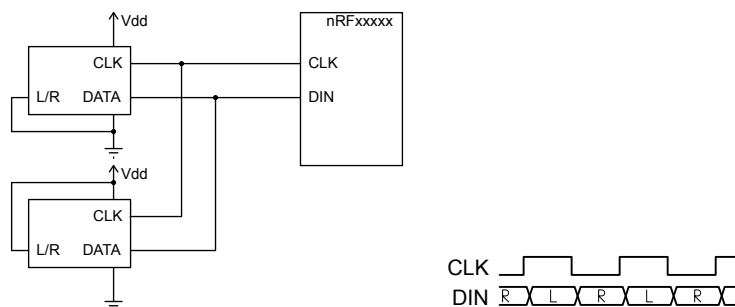 Vdd
nRFxxxxx
CLK
CLK
L/R
DATA
DIN
Vdd
CLK
L/R
DATA
CLK
DIN
R L R L R